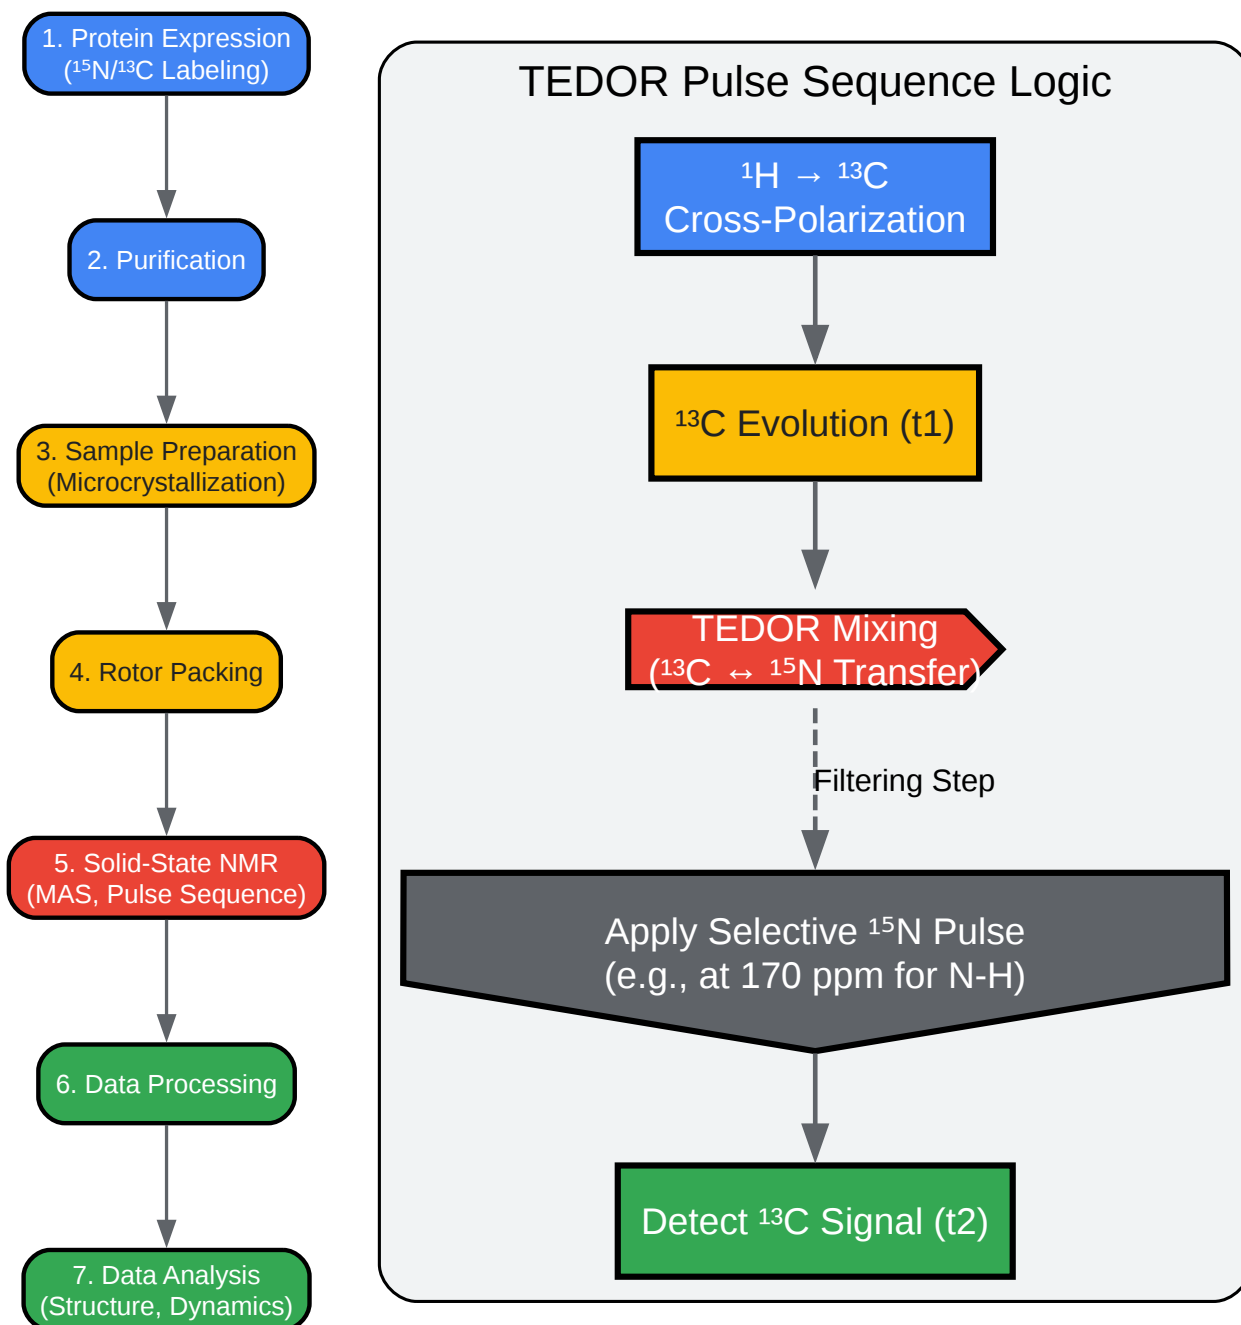 1. Protein Expression
(¹⁵N/¹³C Labeling)
2. Purification
3. Sample Preparation
(Microcrystallization)
4. Rotor Packing
5. Solid-State NMR
(MAS, Pulse Sequence)
6. Data Processing
7. Data Analysis
(Structure, Dynamics)
TEDOR Pulse Sequence Logic
¹H → ¹³C
Cross-Polarization
¹³C Evolution (t1)
TEDOR Mixing
(¹³C ↔ ¹⁵N Transfer)
Filtering Step
Apply Selective ¹⁵N Pulse
(e.g., at 170 ppm for N-H)
Detect ¹³C Signal (t2)